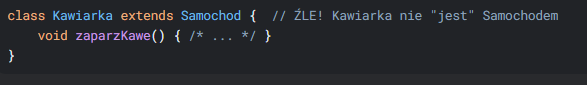 class Kawiarka extends Samochod {  // ŹLE! Kawiarka nie "jest" Samochodem
    void zaparzKawe() { /* ... */ }
}